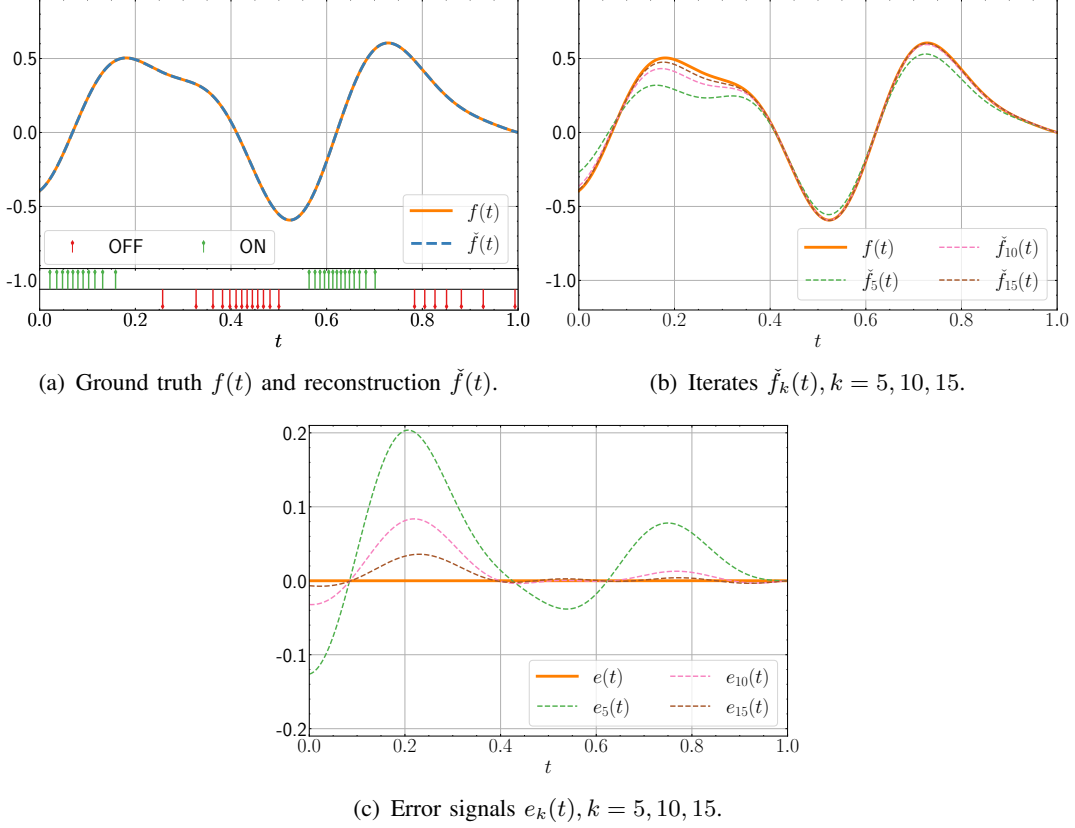 0.5
0.0
-0.5
-1.0
f(t)
f̌(t)
OFF ON
0.0 0.2 0.4 0.6 0.8 1.0
t
(a) Ground truth f(t) and reconstruction f̌(t).
0.5
0.0
-0.5
-1.0
f(t) f̌₁₀(t)
f̌₅(t) f̌₁₅(t)
0.0 0.2 0.4 0.6 0.8 1.0
t
(b) Iterates f̌ₖ(t), k = 5, 10, 15.
0.2
0.1
0.0
-0.1
-0.2
e(t) e₁₀(t)
e₅(t) e₁₅(t)
0.0 0.2 0.4 0.6 0.8 1.0
t
(c) Error signals eₖ(t), k = 5, 10, 15.